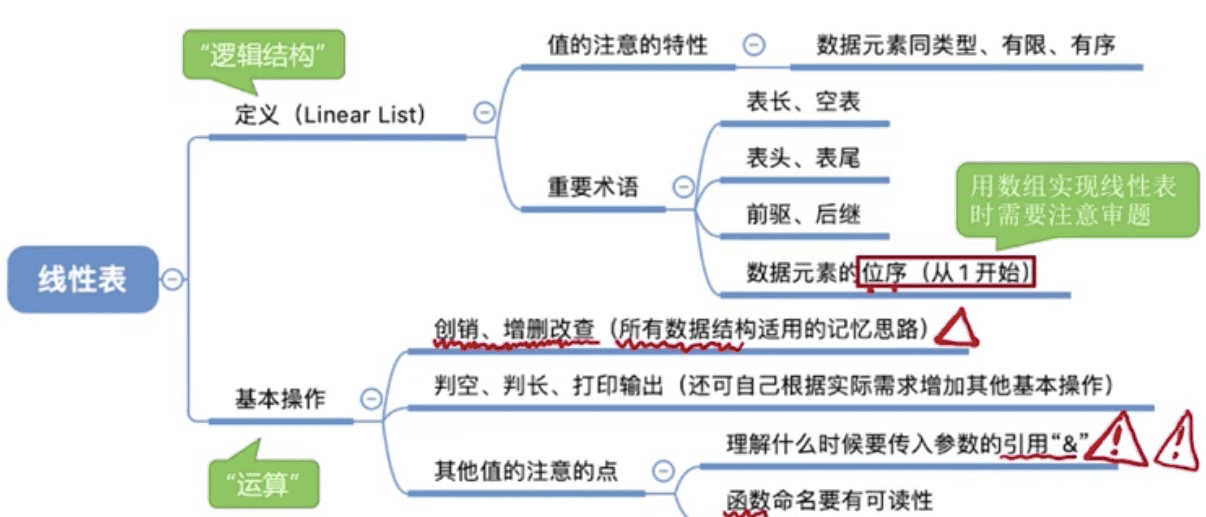 “逻辑结构”
值的注意的特性
数据元素同类型、有限、有序
定义（Linear List）
表长、空表
表头、表尾
重要术语
前驱、后继
用数组实现线性表
时需要注意审题
数据元素的位序（从1开始）
线性表
创销、增删改查（所有数据结构适用的记忆思路）
基本操作
判空、判长、打印输出（还可自己根据实际需求增加其他基本操作）
“运算”
其他值的注意的点
理解什么时候要传入参数的引用“&”
函数命名要有可读性